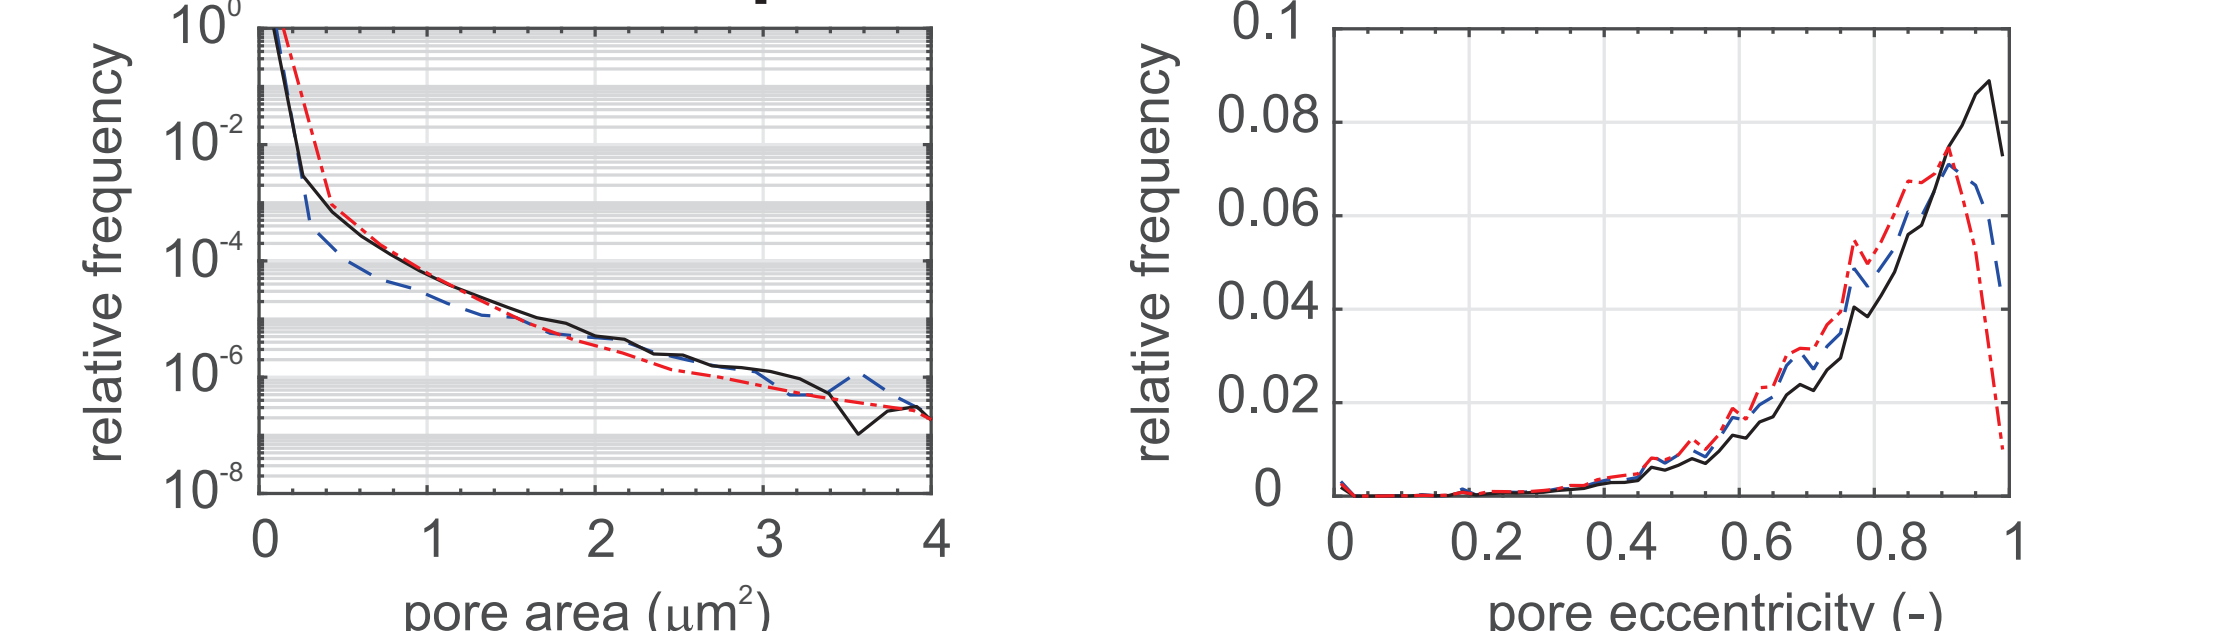 relative frequency
10^0
10^-2
10^-4
10^-6
10^-8
0 1 2 3 4
pore area (μm²)
relative frequency
0.1
0.08
0.06
0.04
0.02
0
0 0.2 0.4 0.6 0.8 1
pore eccentricity (-)